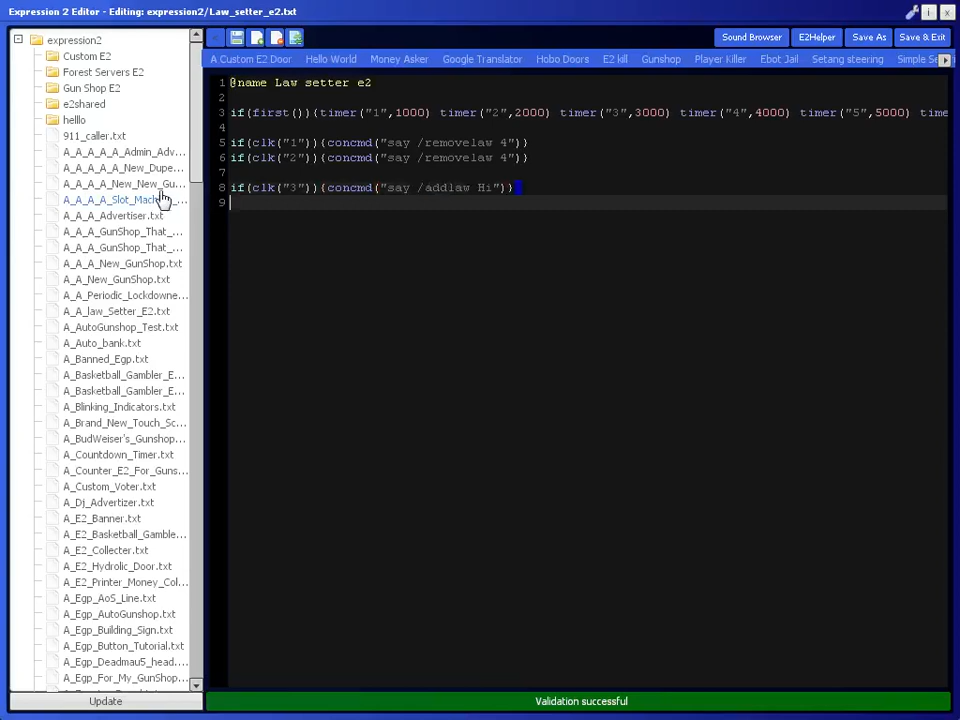 Expression 2 Editor - Editing: expression2/Law_setter_e2.txt
i
x
expression2
Custom E2
Forest Servers E2
Gun Shop E2
e2shared
helllo
911_caller.txt
A_A_A_A_A_Admin_Adv...
A_A_A_A_A_New_Dupe...
A_A_A_A_New_New_Gu...
A_A_A_A_Slot_
A_A_A_Advertiser.txt
A_A_A_GunShop_That_...
A_A_A_GunShop_That_...
A_A_A_New_GunShop.txt
A_A_New_GunShop.txt
A_A_Periodic_Lockdowne...
A_A_law_Setter_E2.txt
A_AutoGunshop_Test.txt
A_Auto_bank.txt
A_Banned_Egp.txt
A_Basketball_Gambler_E...
A_Basketball_Gambler_E...
A_Blinking_Indicators.txt
A_Brand_New_Touch_Sc...
A_BudWeiser's_Gunshop...
A_Countdown_Timer.txt
A_Counter_E2_For_Guns...
A_Custom_Voter.txt
A_Dj_Advertizer.txt
A_E2_Banner.txt
A_E2_Basketball_Gamble...
A_E2_Collecter.txt
A_E2_Hydrolic_Door.txt
A_E2_Printer_Money_Col...
A_Egp_AoS_Line.txt
A_Egp_AutoGunshop.txt
A_Egp_Building_Sign.txt
A_Egp_Button_Tutorial.txt
A_Egp_Deadmau5_head....
A_Egp_For_My_GunShop...
Update
Sound Browser E2Helper Save As Save & Exit
A Custom E2 Door Hello World Money Asker Google Translator Hobo Doors E2 kill Gunshop Player Killer Ebot Jail Setang steering Simple Se
1 @name Law setter e2
2
3 if(first()){timer("1",1000) timer("2",2000) timer("3",3000) timer("4",4000) timer("5",5000) time
4
5 if(clk("1")){concmd("say /removelaw 4")}
6 if(clk("2")){concmd("say /removelaw 4")}
7
8 if(clk("3")){concmd("say /addlaw Hi")}
9
Validation successful